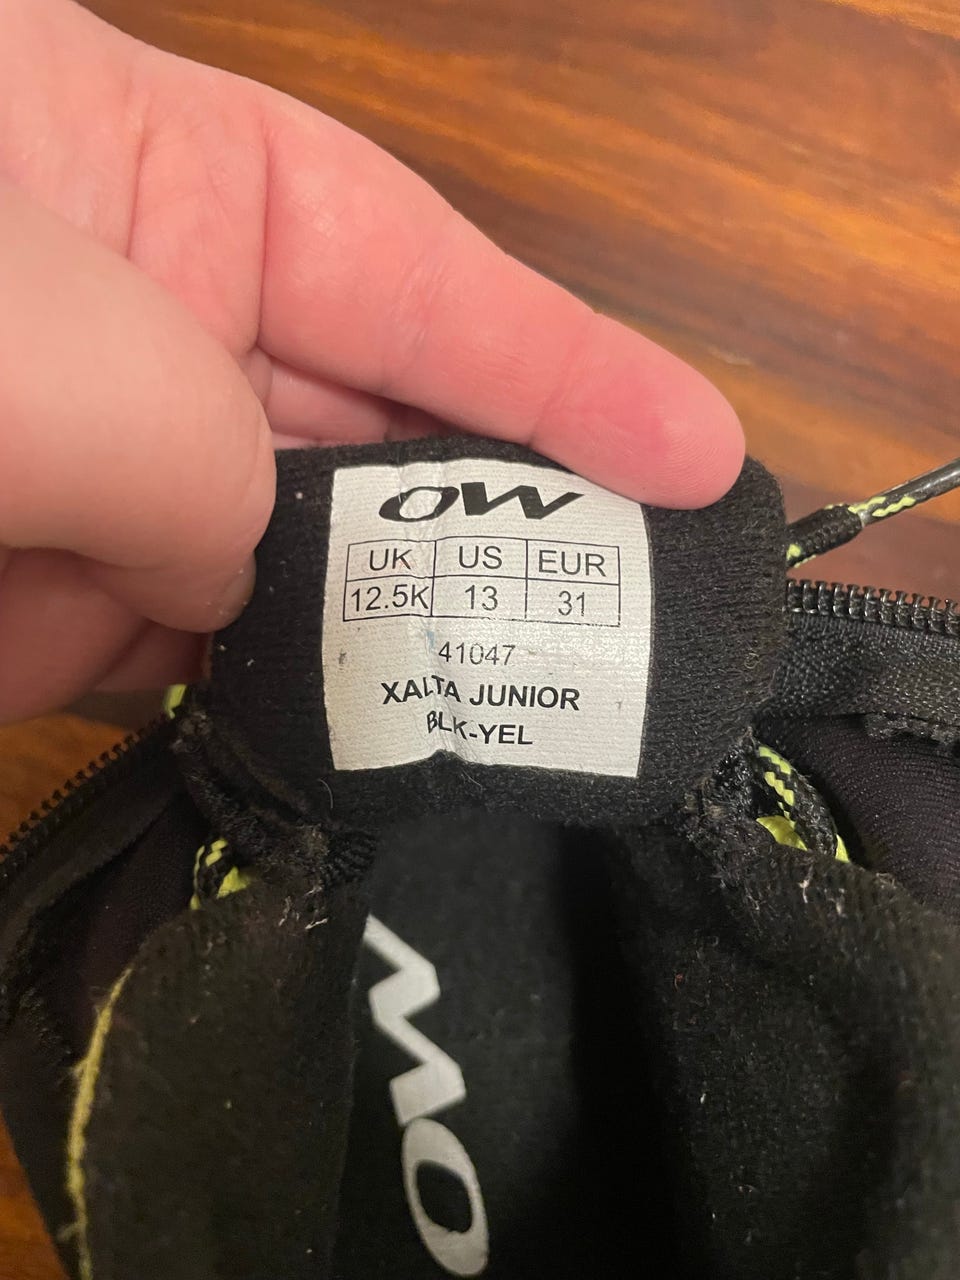 OW
UK US EUR
12.5K 13 31
41047
XALTA JUNIOR
BLK-YEL
OW